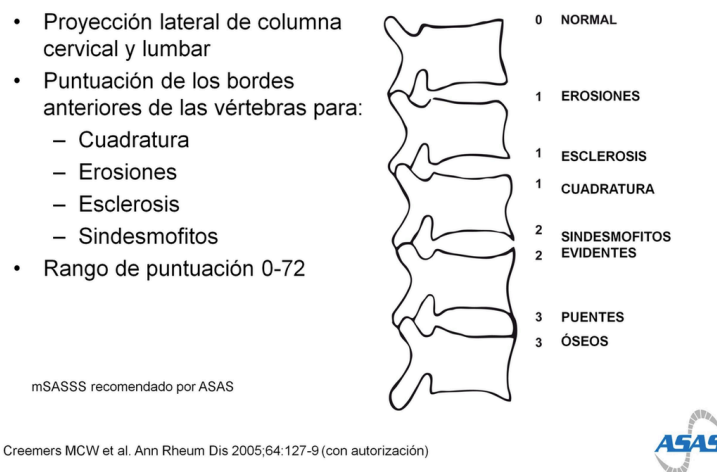 • Proyección lateral de columna
cervical y lumbar
• Puntuación de los bordes
anteriores de las vértebras para:
– Cuadratura
– Erosiones
– Esclerosis
– Sindesmofitos
• Rango de puntuación 0-72
mSASSS recomendado por ASAS
0 NORMAL
1 EROSIONES
1 ESCLEROSIS
1 CUADRATURA
2 SINDESMOFITOS
2 EVIDENTES
3 PUENTES
3 ÓSEOS
Creemers MCW et al. Ann Rheum Dis 2005;64:127-9 (con autorización)
ASAS